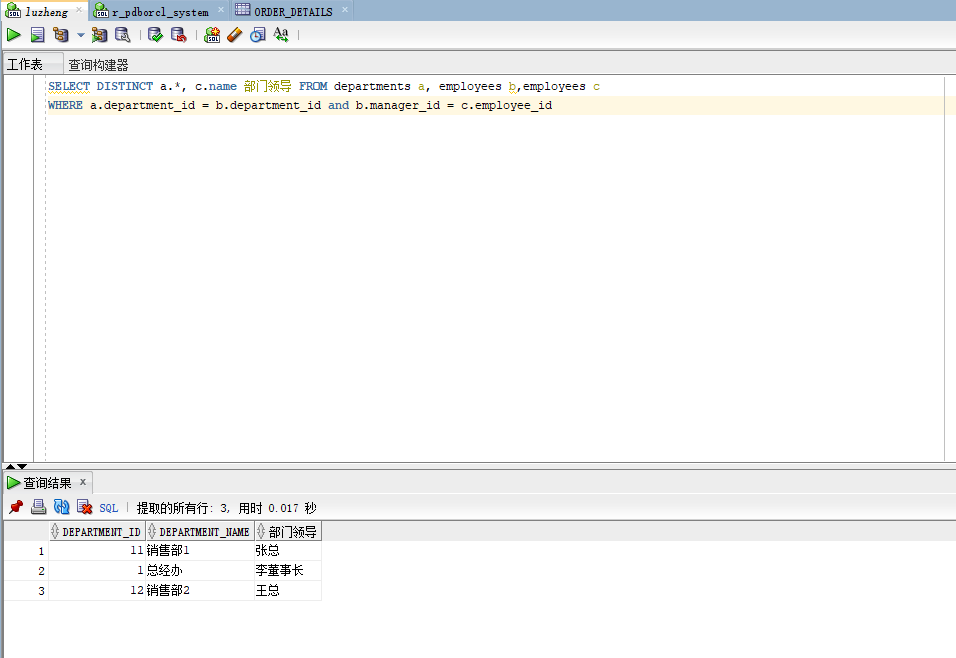 luzheng r_pdborcl_system ORDER_DETAILS
工作表 查询构建器
SELECT DISTINCT a.*, c.name 部门领导 FROM departments a, employees b,employees c
WHERE a.department_id = b.department_id and b.manager_id = c.employee_id
查询结果 x
SQL | 提取的所有行: 3, 用时 0.017 秒
DEPARTMENT_ID DEPARTMENT_NAME 部门领导
1 11 销售部1 张总
2 1 总经办 李董事长
3 12 销售部2 王总